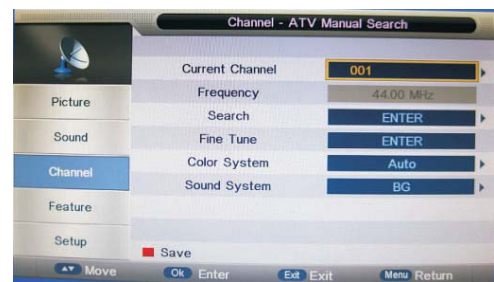 Channel - ATV Manual Search
Current Channel 001
Frequency 44.00 MHz
Search ENTER
Fine Tune ENTER
Color System Auto
Sound System BG
Picture
Sound
Channel
Feature
Setup
Save
Move Ok Enter Exit Exit Menu Return